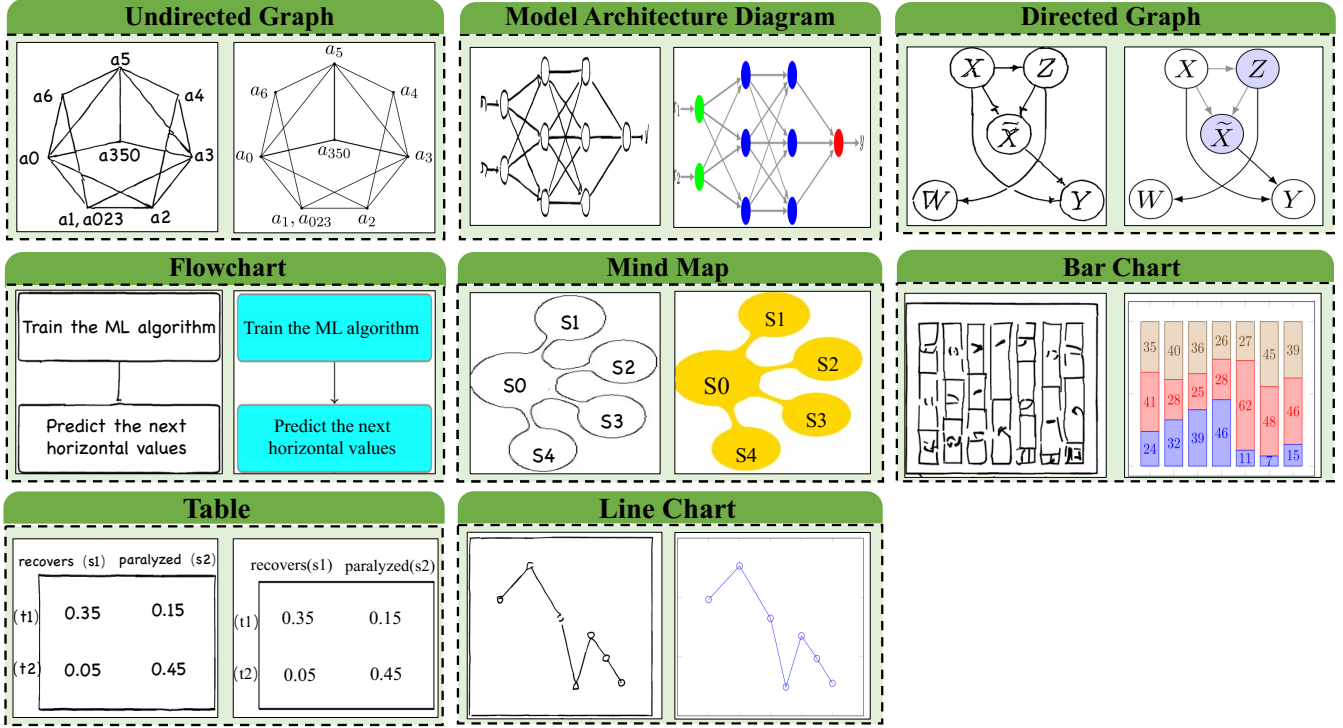 Undirected Graph
a5
a6
a4
a0
a350
a3
a1, a023
a2
a5
a6
a4
a0
a350
a3
a1, a023
a2
Model Architecture Diagram
y
Directed Graph
X
Z
X̃
W
Y
X
Z
X̃
W
Y
Flowchart
Train the ML algorithm
Predict the next
horizontal values
Train the ML algorithm
Predict the next
horizontal values
Mind Map
S1
S2
S0
S3
S4
S1
S2
S0
S3
S4
Bar Chart
35 40 36 26 27 45 39
41 28 25 28 62 48 46
24 32 39 46 11 7 15
Table
recovers (s1) paralyzed (s2)
(t1) 0.35 0.15
(t2) 0.05 0.45
recovers(s1) paralyzed(s2)
(t1) 0.35 0.15
(t2) 0.05 0.45
Line Chart